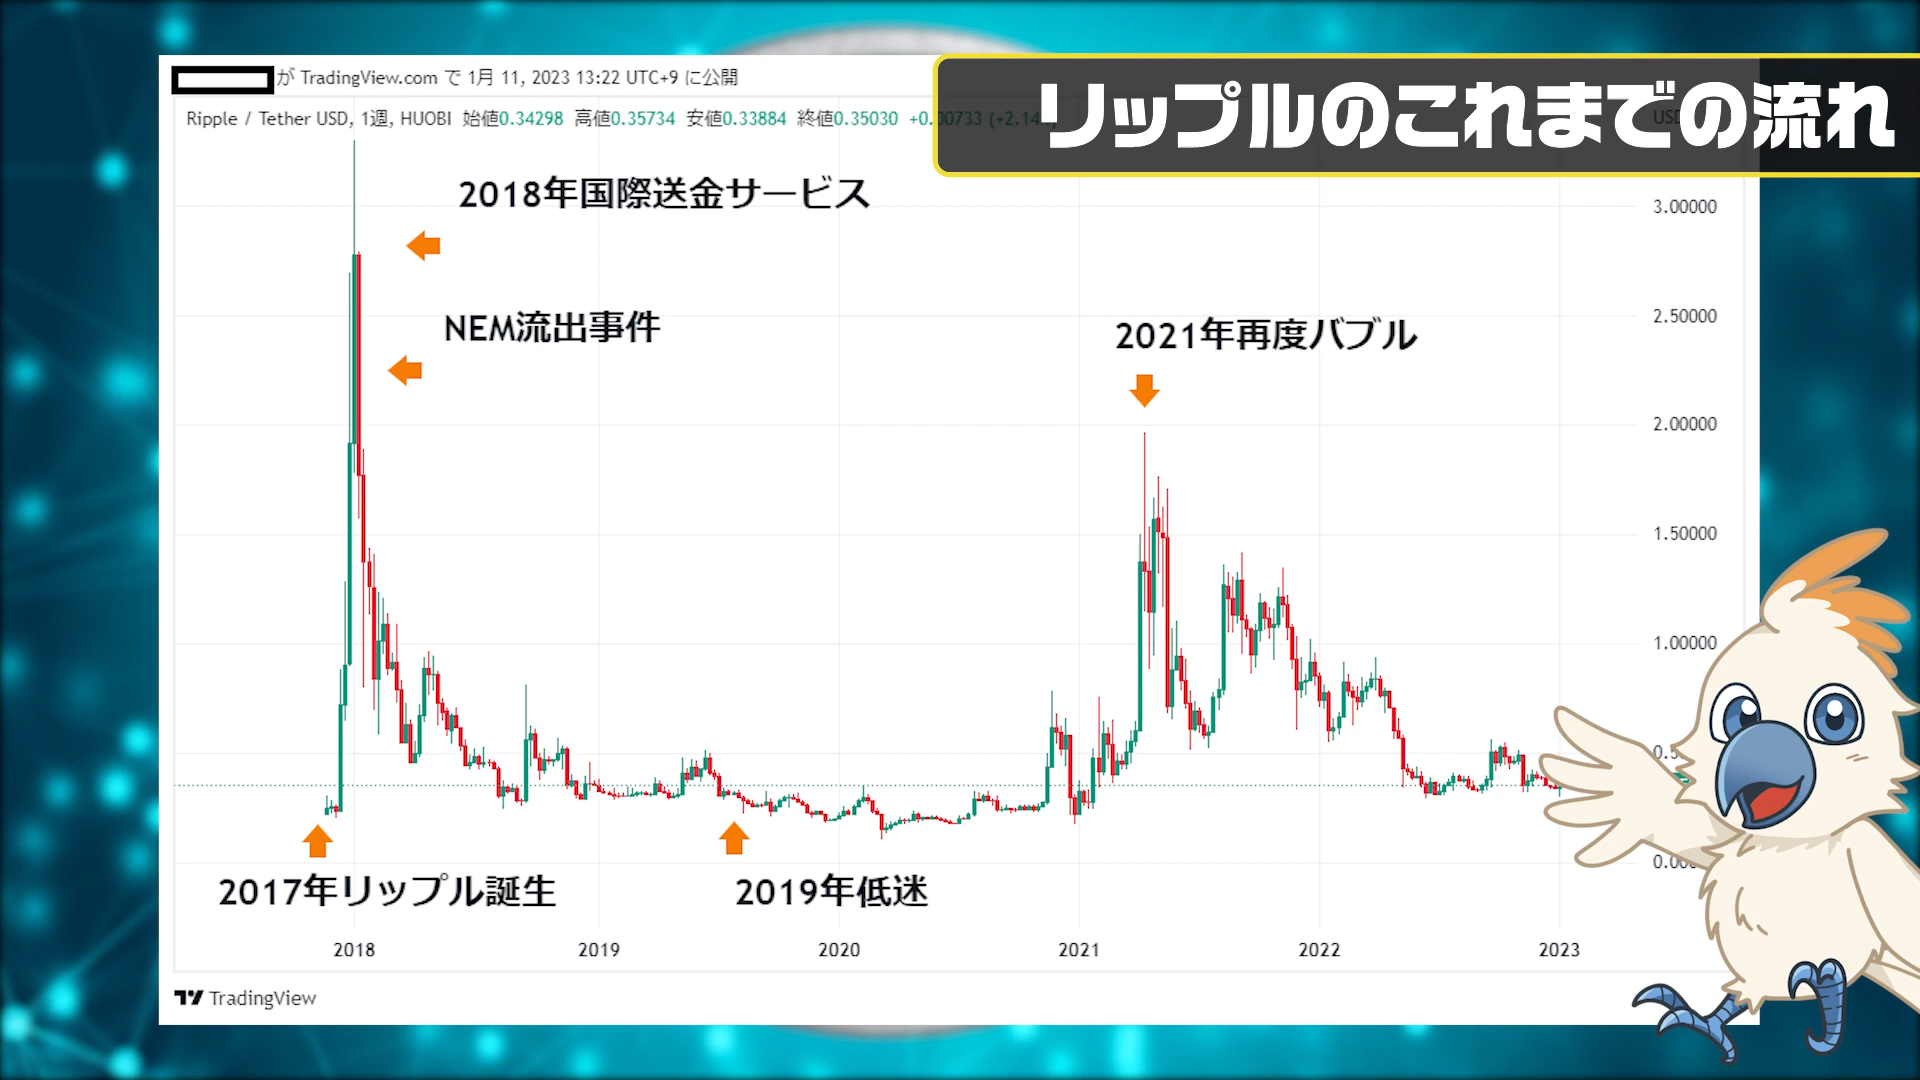 リップルのこれまでの流れ
が TradingView.com で 1月 11, 2023 13:22 UTC+9 に公開
Ripple / Tether USD, 1週, HUOBI 始値0.34298 高値0.35734 安値0.33884 終値0.35030 +0.00733
2018年国際送金サービス
3.00000
NEM流出事件
2.50000
2021年再度バブル
2.00000
1.50000
1.00000
2017年リップル誕生
2019年低迷
2018 2019 2020 2021 2022 2023
TradingView